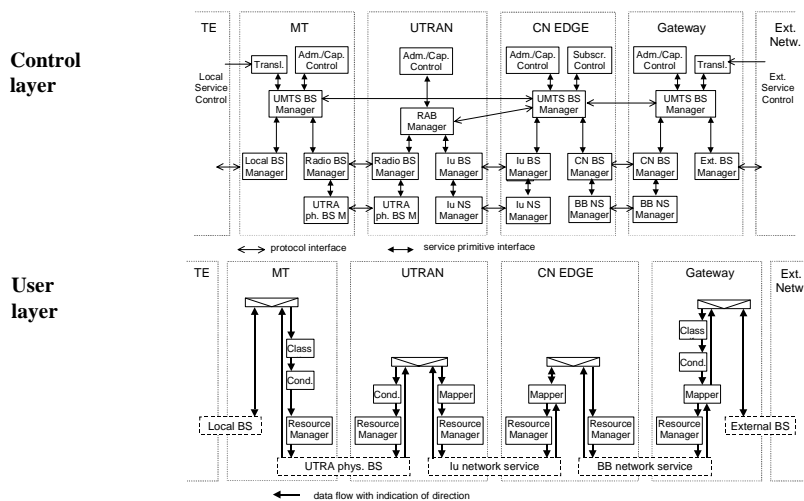 Control layer
TE
MT
UTRAN
CN EDGE
Gateway
Ext. Netw.
Local Service Control
Transl.
Adm./Cap. Control
Adm./Cap. Control
Adm./Cap. Control
Subscr. Control
Adm./Cap. Control
Transl.
Ext. Service Control
UMTS BS Manager
RAB Manager
UMTS BS Manager
UMTS BS Manager
Local BS Manager
Radio BS Manager
Radio BS Manager
Iu BS Manager
Iu BS Manager
CN BS Manager
CN BS Manager
Ext. BS Manager
UTRA ph. BS M
UTRA ph. BS M
Iu NS Manager
Iu NS Manager
BB NS Manager
BB NS Manager
protocol interface
service primitive interface
User layer
TE
MT
UTRAN
CN EDGE
Gateway
Ext. Netw
Class
Class
Cond.
Cond.
Cond.
Mapper
Mapper
Mapper
Local BS
Resource Manager
Resource Manager
Resource Manager
Resource Manager
Resource Manager
Resource Manager
External BS
UTRA phys. BS
Iu network service
BB network service
data flow with indication of direction